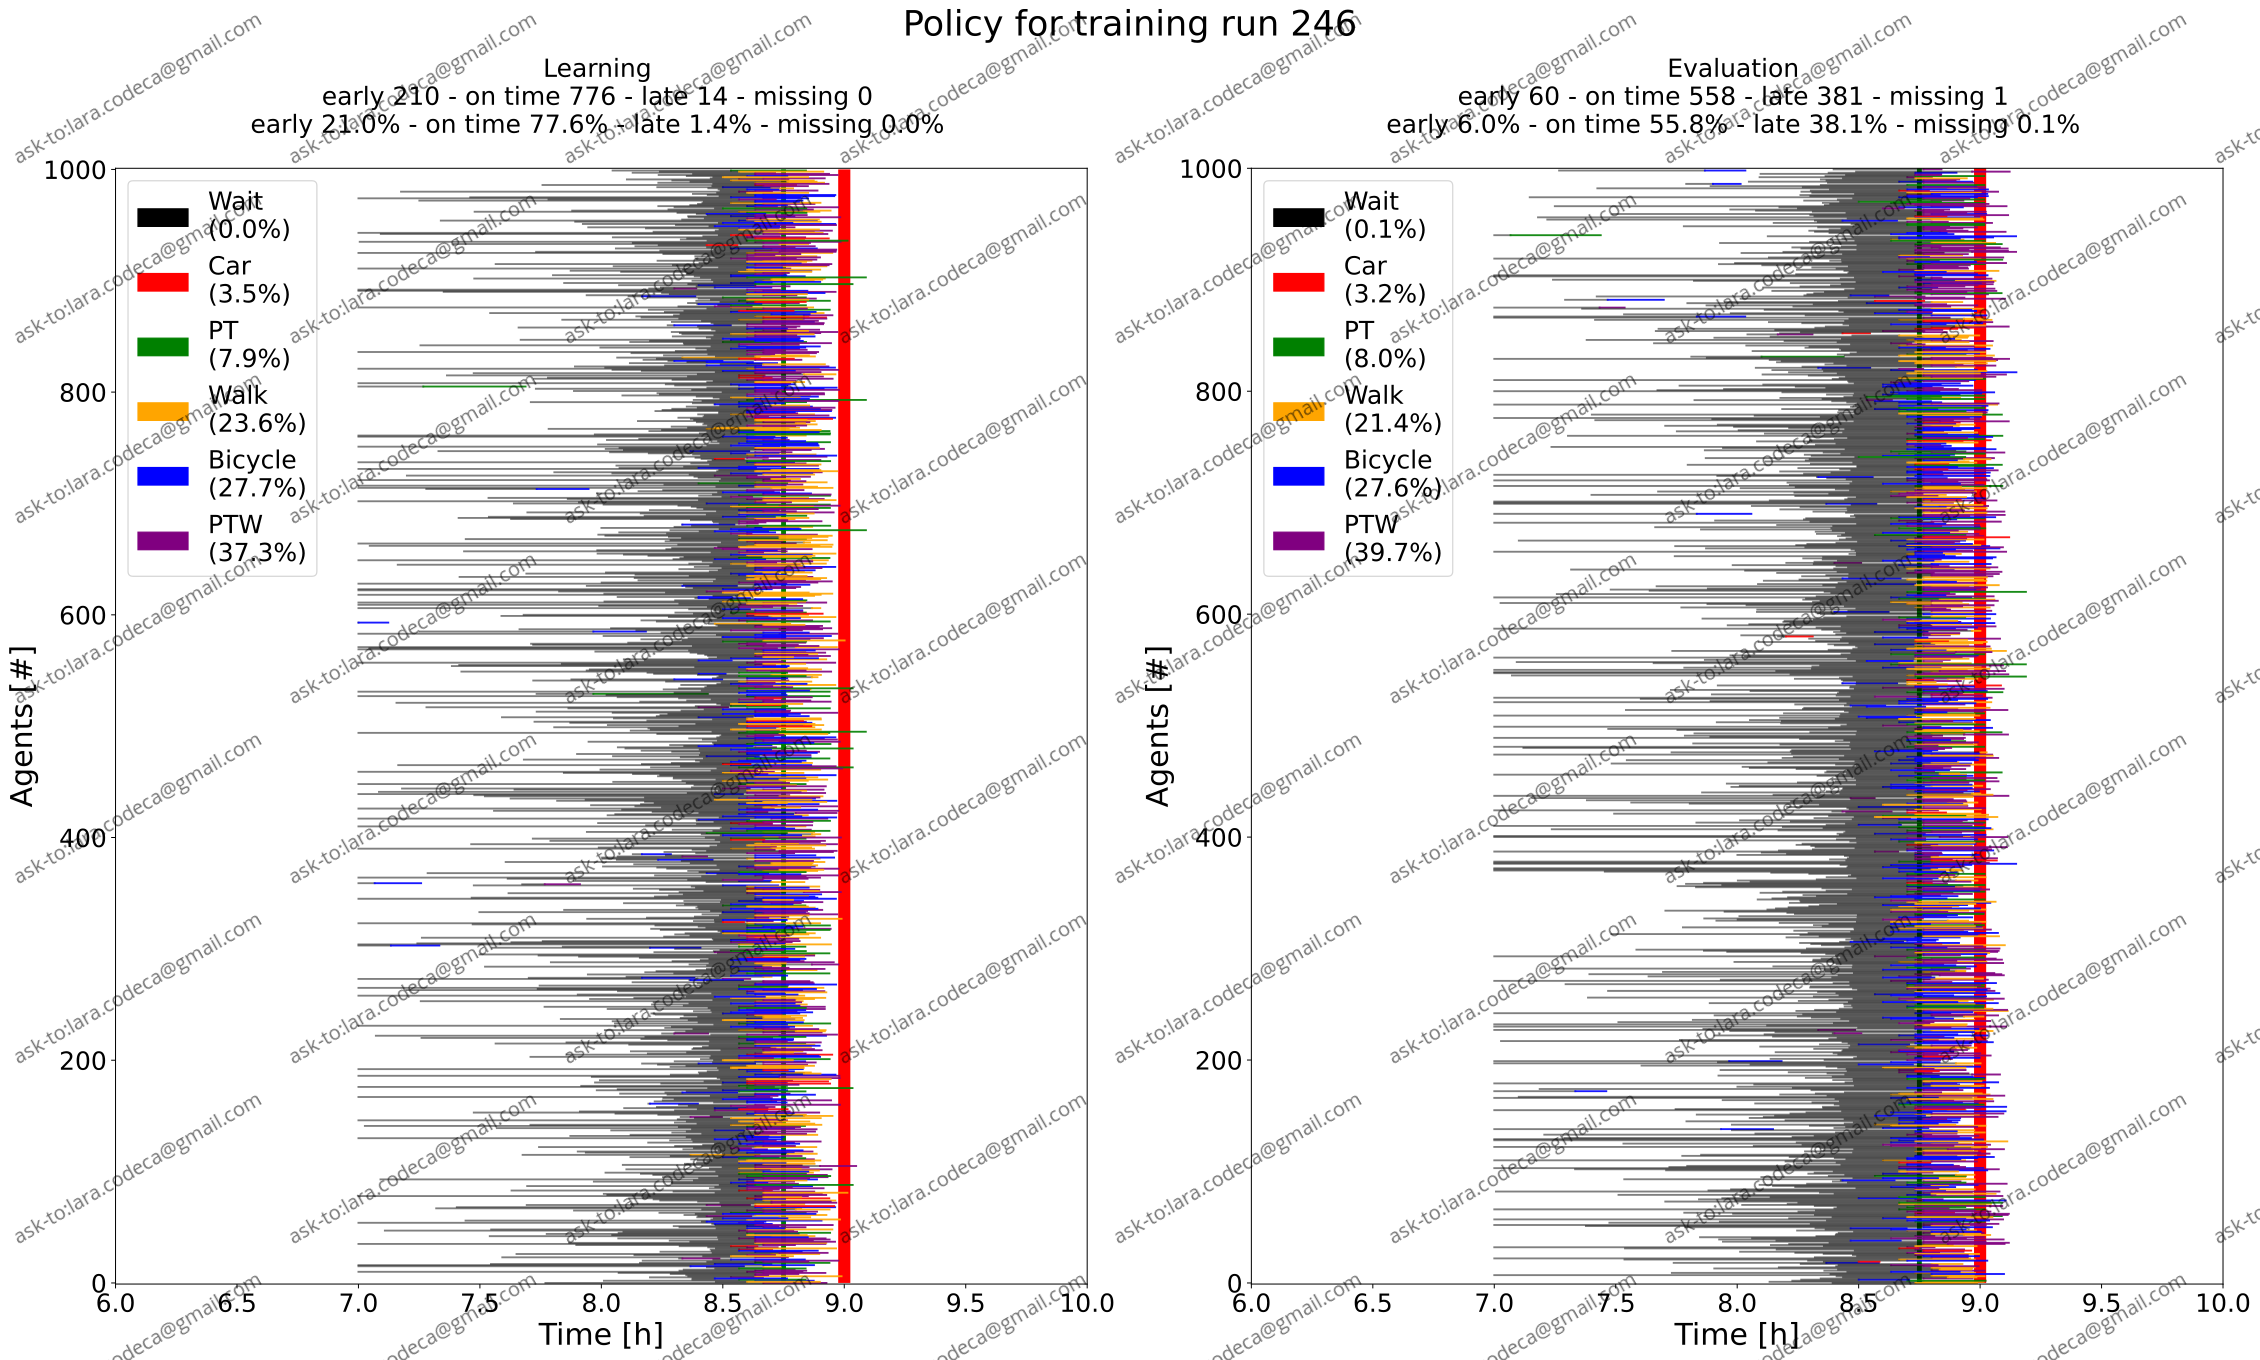 Policy for training run 246
Learning
early 210 - on time 776 - late 14 - missing 0
early 21.0% - on time 77.6% - late 1.4% - missing 0.0%
1000
800
600
400
200
0
Agents [#]
Wait
(0.0%)
Car
(3.5%)
PT
(7.9%)
Walk
(23.6%)
Bicycle
(27.7%)
PTW
(37.3%)
6.0 6.5 7.0 7.5 8.0 8.5 9.0 9.5 10.0
Time [h]
Evaluation
early 60 - on time 558 - late 381 - missing 1
early 6.0% - on time 55.8% - late 38.1% - missing 0.1%
1000
800
600
400
200
0
Agents [#]
Wait
(0.1%)
Car
(3.2%)
PT
(8.0%)
Walk
(21.4%)
Bicycle
(27.6%)
PTW
(39.7%)
6.0 6.5 7.0 7.5 8.0 8.5 9.0 9.5 10.0
Time [h]
ask-to:lara.codeca@gmail.com